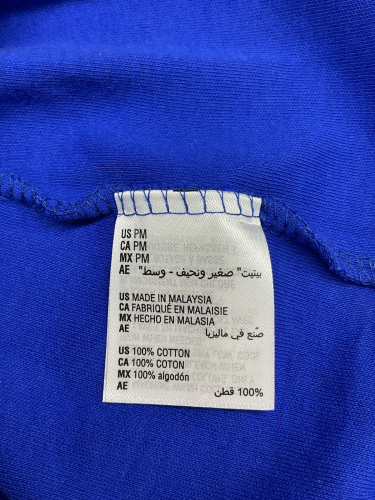 US PM
CA PM
MX PM
AE بيتيت" صغير ونحيف - وسط"
US MADE IN MALAYSIA
CA FABRIQUÉ EN MALAISIE
MX HECHO EN MALASIA
AE صُنع في ماليزيا
US 100% COTTON
CA 100% COTON
MX 100% algodón
AE 100% قطن